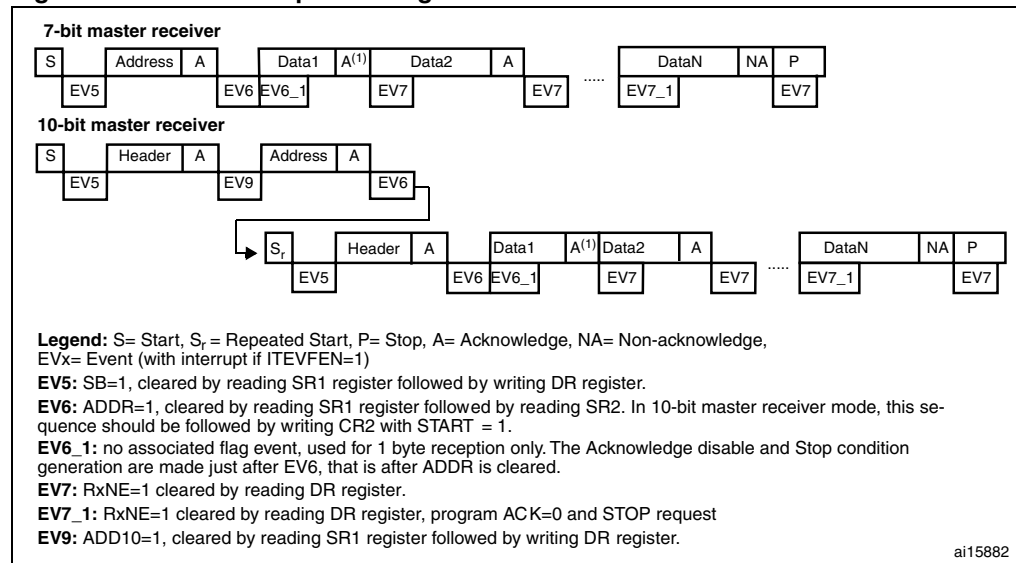 7-bit master receiver
S Address A Data1 A(1) Data2 A ..... DataN NA P
EV5 EV6 EV6_1 EV7 EV7 EV7_1 EV7
10-bit master receiver
S Header A Address A
EV5 EV9 EV6
Sr Header A Data1 A(1) Data2 A ..... DataN NA P
EV5 EV6 EV6_1 EV7 EV7 EV7_1 EV7
Legend: S= Start, Sr = Repeated Start, P= Stop, A= Acknowledge, NA= Non-acknowledge,
EVx= Event (with interrupt if ITEVFEN=1)
EV5: SB=1, cleared by reading SR1 register followed by writing DR register.
EV6: ADDR=1, cleared by reading SR1 register followed by reading SR2. In 10-bit master receiver mode, this se-
quence should be followed by writing CR2 with START = 1.
EV6_1: no associated flag event, used for 1 byte reception only. The Acknowledge disable and Stop condition
generation are made just after EV6, that is after ADDR is cleared.
EV7: RxNE=1 cleared by reading DR register.
EV7_1: RxNE=1 cleared by reading DR register, program ACK=0 and STOP request
EV9: ADD10=1, cleared by reading SR1 register followed by writing DR register.
ai15882